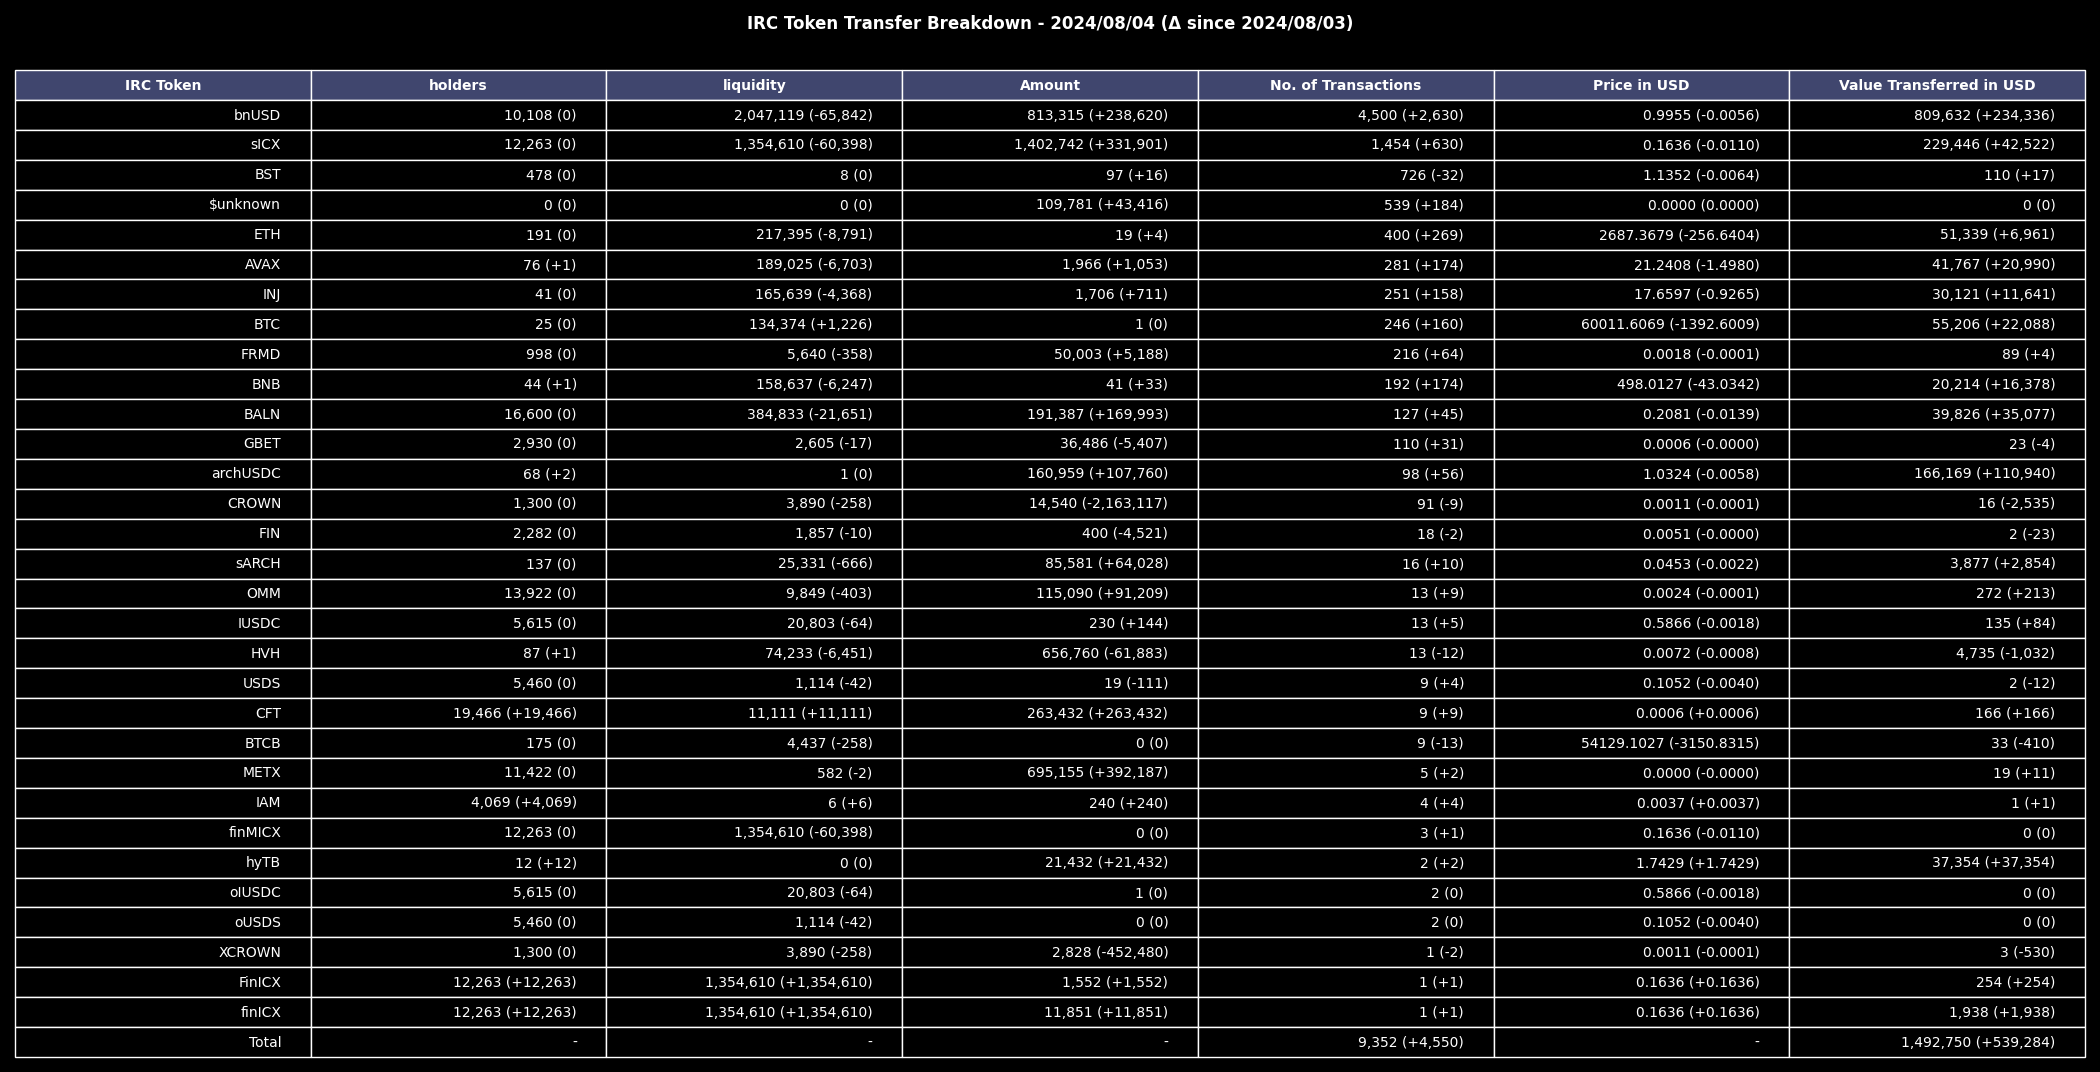 IRC Token Transfer Breakdown - 2024/08/04 (Δ since 2024/08/03)
IRC Token holders liquidity Amount No. of Transactions Price in USD Value Transferred in USD
bnUSD 10,108 (0) 2,047,119 (-65,842) 813,315 (+238,620) 4,500 (+2,630) 0.9955 (-0.0056) 809,632 (+234,336)
sICX 12,263 (0) 1,354,610 (-60,398) 1,402,742 (+331,901) 1,454 (+630) 0.1636 (-0.0110) 229,446 (+42,522)
BST 478 (0) 8 (0) 97 (+16) 726 (-32) 1.1352 (-0.0064) 110 (+17)
$unknown 0 (0) 0 (0) 109,781 (+43,416) 539 (+184) 0.0000 (0.0000) 0 (0)
ETH 191 (0) 217,395 (-8,791) 19 (+4) 400 (+269) 2687.3679 (-256.6404) 51,339 (+6,961)
AVAX 76 (+1) 189,025 (-6,703) 1,966 (+1,053) 281 (+174) 21.2408 (-1.4980) 41,767 (+20,990)
INJ 41 (0) 165,639 (-4,368) 1,706 (+711) 251 (+158) 17.6597 (-0.9265) 30,121 (+11,641)
BTC 25 (0) 134,374 (+1,226) 1 (0) 246 (+160) 60011.6069 (-1392.6009) 55,206 (+22,088)
FRMD 998 (0) 5,640 (-358) 50,003 (+5,188) 216 (+64) 0.0018 (-0.0001) 89 (+4)
BNB 44 (+1) 158,637 (-6,247) 41 (+33) 192 (+174) 498.0127 (-43.0342) 20,214 (+16,378)
BALN 16,600 (0) 384,833 (-21,651) 191,387 (+169,993) 127 (+45) 0.2081 (-0.0139) 39,826 (+35,077)
GBET 2,930 (0) 2,605 (-17) 36,486 (-5,407) 110 (+31) 0.0006 (-0.0000) 23 (-4)
archUSDC 68 (+2) 1 (0) 160,959 (+107,760) 98 (+56) 1.0324 (-0.0058) 166,169 (+110,940)
CROWN 1,300 (0) 3,890 (-258) 14,540 (-2,163,117) 91 (-9) 0.0011 (-0.0001) 16 (-2,535)
FIN 2,282 (0) 1,857 (-10) 400 (-4,521) 18 (-2) 0.0051 (-0.0000) 2 (-23)
sARCH 137 (0) 25,331 (-666) 85,581 (+64,028) 16 (+10) 0.0453 (-0.0022) 3,877 (+2,854)
OMM 13,922 (0) 9,849 (-403) 115,090 (+91,209) 13 (+9) 0.0024 (-0.0001) 272 (+213)
IUSDC 5,615 (0) 20,803 (-64) 230 (+144) 13 (+5) 0.5866 (-0.0018) 135 (+84)
HVH 87 (+1) 74,233 (-6,451) 656,760 (-61,883) 13 (-12) 0.0072 (-0.0008) 4,735 (-1,032)
USDS 5,460 (0) 1,114 (-42) 19 (-111) 9 (+4) 0.1052 (-0.0040) 2 (-12)
CFT 19,466 (+19,466) 11,111 (+11,111) 263,432 (+263,432) 9 (+9) 0.0006 (+0.0006) 166 (+166)
BTCB 175 (0) 4,437 (-258) 0 (0) 9 (-13) 54129.1027 (-3150.8315) 33 (-410)
METX 11,422 (0) 582 (-2) 695,155 (+392,187) 5 (+2) 0.0000 (-0.0000) 19 (+11)
IAM 4,069 (+4,069) 6 (+6) 240 (+240) 4 (+4) 0.0037 (+0.0037) 1 (+1)
finMICX 12,263 (0) 1,354,610 (-60,398) 0 (0) 3 (+1) 0.1636 (-0.0110) 0 (0)
hyTB 12 (+12) 0 (0) 21,432 (+21,432) 2 (+2) 1.7429 (+1.7429) 37,354 (+37,354)
oIUSDC 5,615 (0) 20,803 (-64) 1 (0) 2 (0) 0.5866 (-0.0018) 0 (0)
oUSDS 5,460 (0) 1,114 (-42) 0 (0) 2 (0) 0.1052 (-0.0040) 0 (0)
XCROWN 1,300 (0) 3,890 (-258) 2,828 (-452,480) 1 (-2) 0.0011 (-0.0001) 3 (-530)
FinICX 12,263 (+12,263) 1,354,610 (+1,354,610) 1,552 (+1,552) 1 (+1) 0.1636 (+0.1636) 254 (+254)
finICX 12,263 (+12,263) 1,354,610 (+1,354,610) 11,851 (+11,851) 1 (+1) 0.1636 (+0.1636) 1,938 (+1,938)
Total - - - 9,352 (+4,550) - 1,492,750 (+539,284)